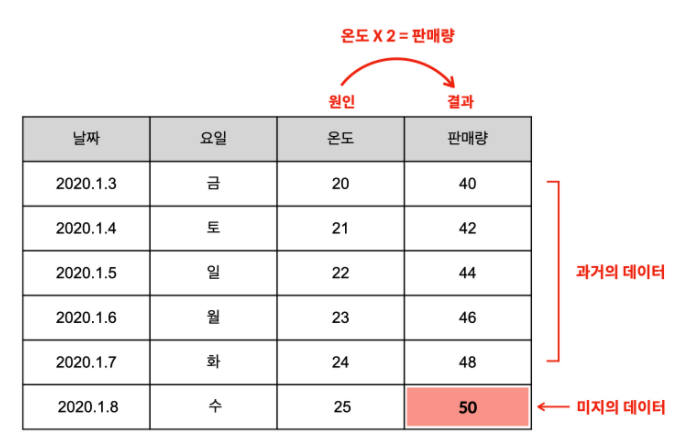 온도 X 2 = 판매량
원인 결과
날짜 요일 온도 판매량
2020.1.3 금 20 40
2020.1.4 토 21 42
2020.1.5 일 22 44
과거의 데이터
2020.1.6 월 23 46
2020.1.7 화 24 48
2020.1.8 수 25 50 미지의 데이터